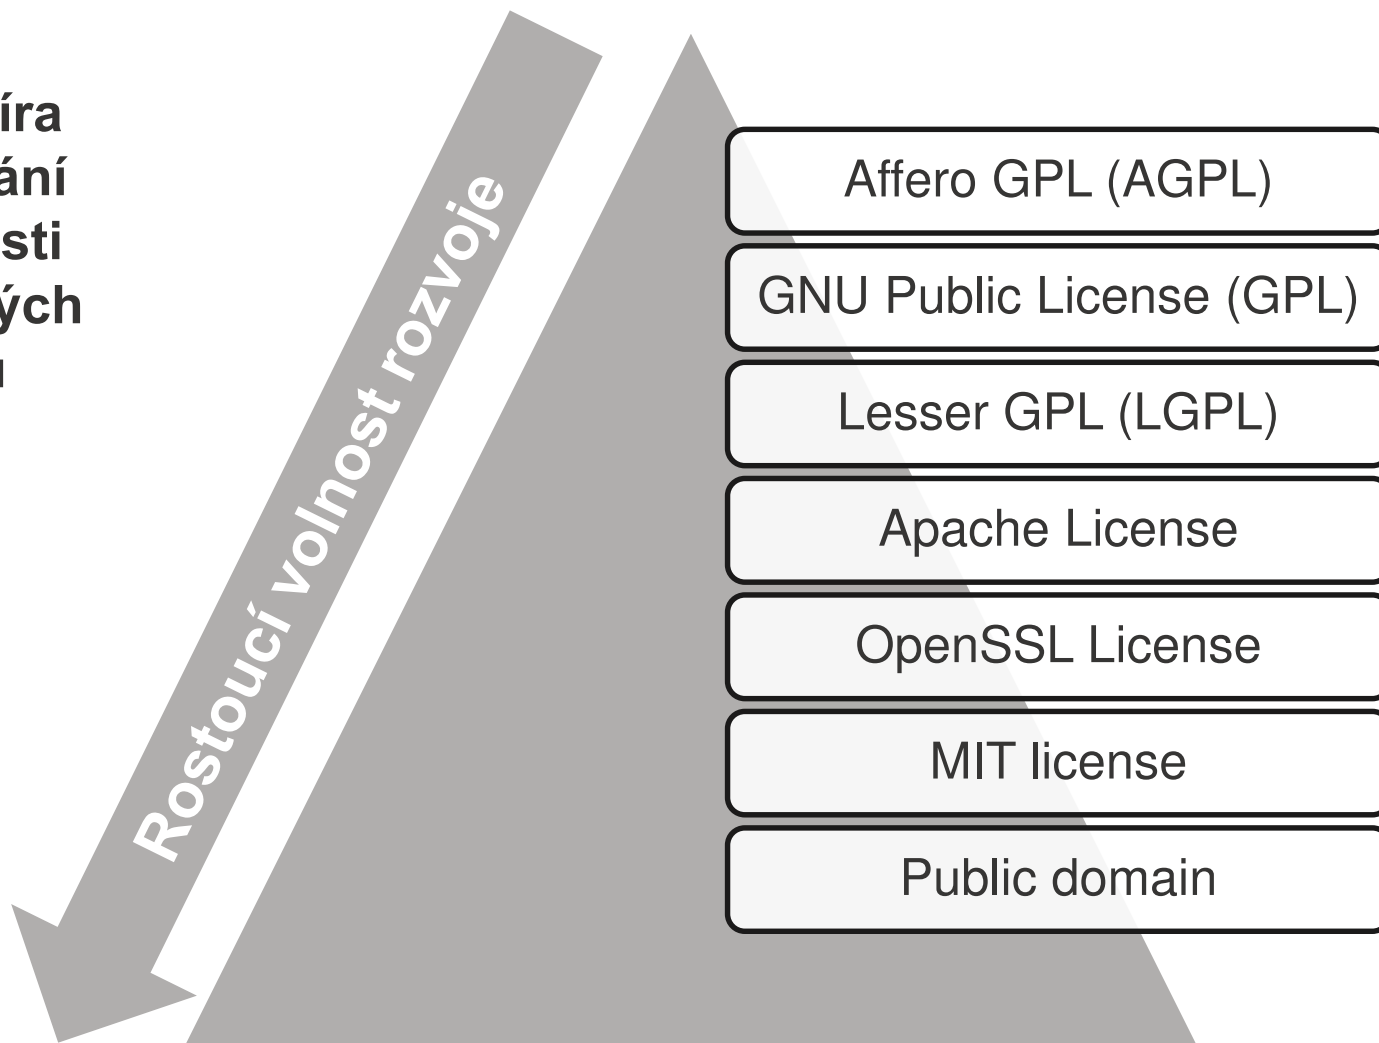 íra
ání
sti
ých
Rostoucí volnost rozvoje
Affero GPL (AGPL)
GNU Public License (GPL)
Lesser GPL (LGPL)
Apache License
OpenSSL License
MIT license
Public domain